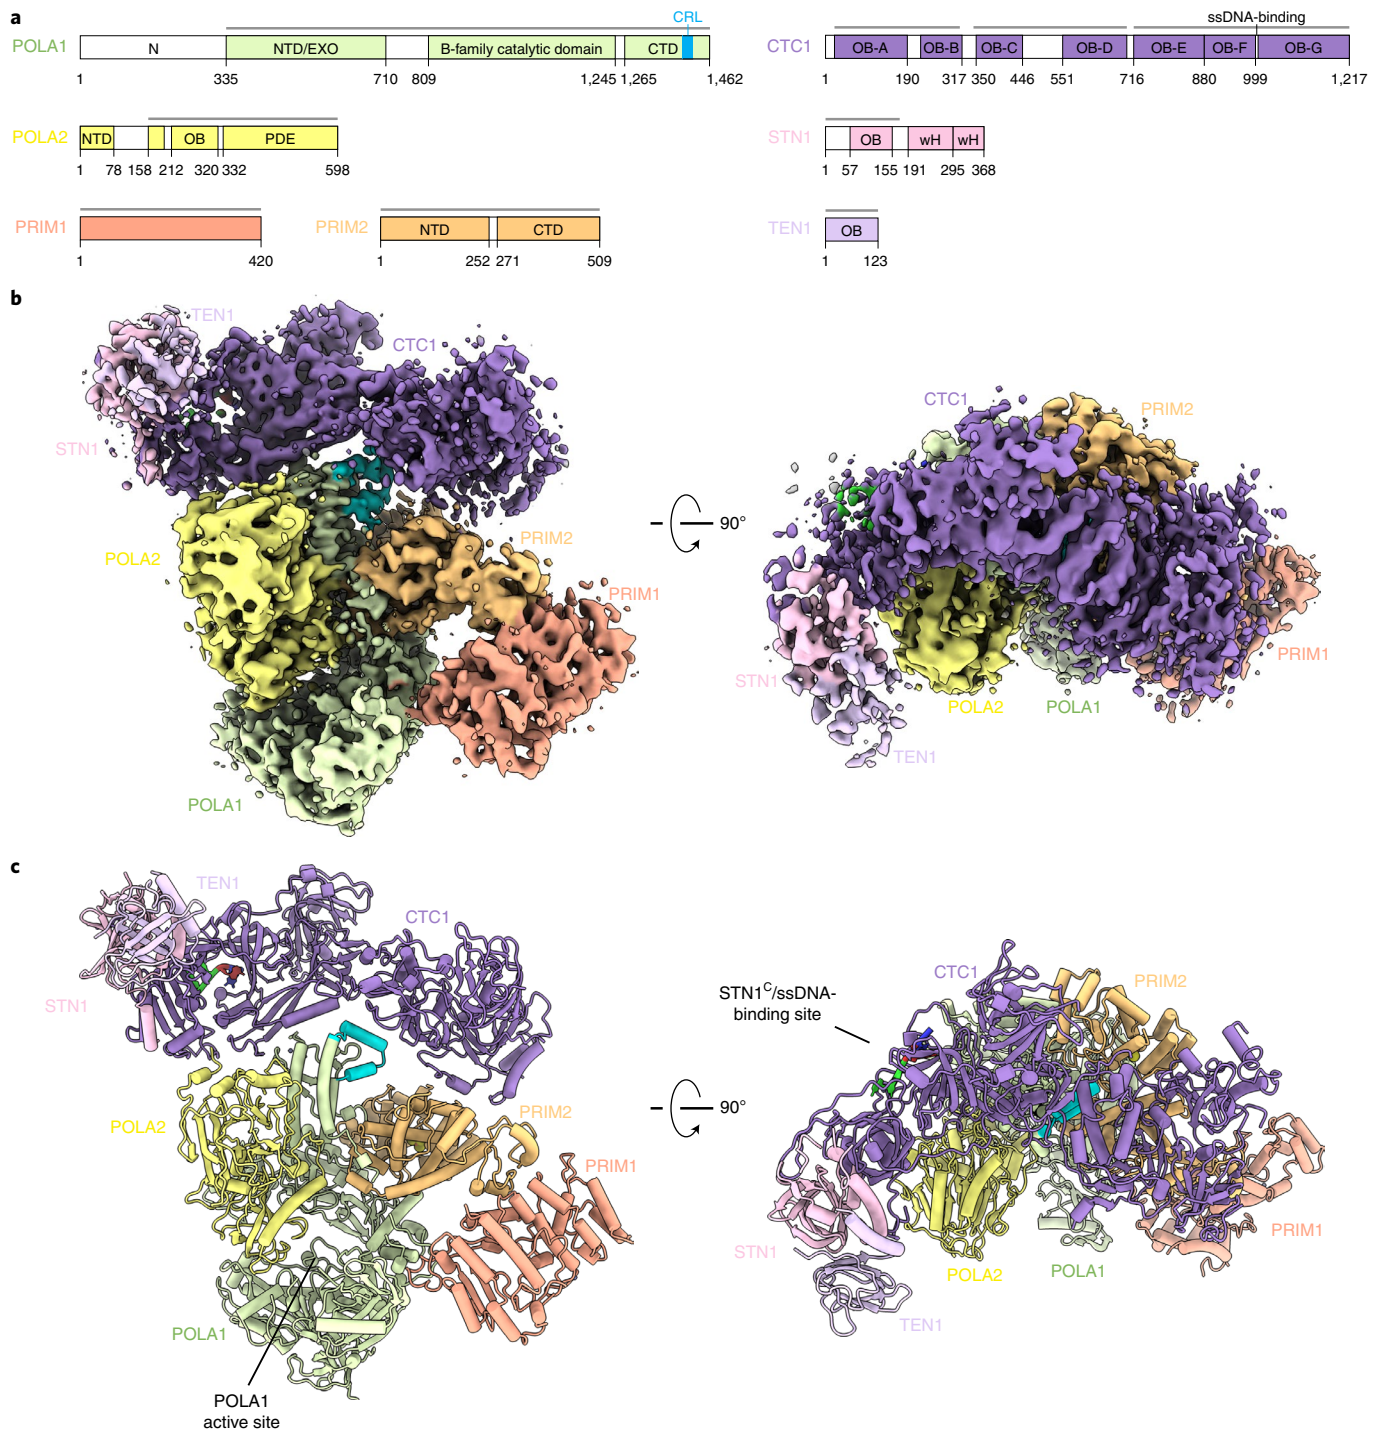 a
CRL
POLA1
N
NTD/EXO
B-family catalytic domain
CTD
1 335 710 809 1,245 1,265 1,462
POLA2
NTD
OB
PDE
1 78 158 212 320 332 598
PRIM1
1 420
PRIM2
NTD
CTD
1 252 271 509
ssDNA-binding
CTC1
OB-A
OB-B
OB-C
OB-D
OB-E
OB-F
OB-G
1 190 317 350 446 551 716 880 999 1,217
STN1
OB
wH
wH
1 57 155 191 295 368
TEN1
OB
1 123
b
TEN1
CTC1
STN1
POLA2
PRIM2
PRIM1
POLA1
90°
CTC1
PRIM2
STN1
PRIM1
POLA2
POLA1
TEN1
c
TEN1
CTC1
STN1
POLA2
PRIM2
PRIM1
POLA1
POLA1
active site
90°
CTC1
PRIM2
STN1C/ssDNA-
binding site
STN1
PRIM1
POLA2
POLA1
TEN1